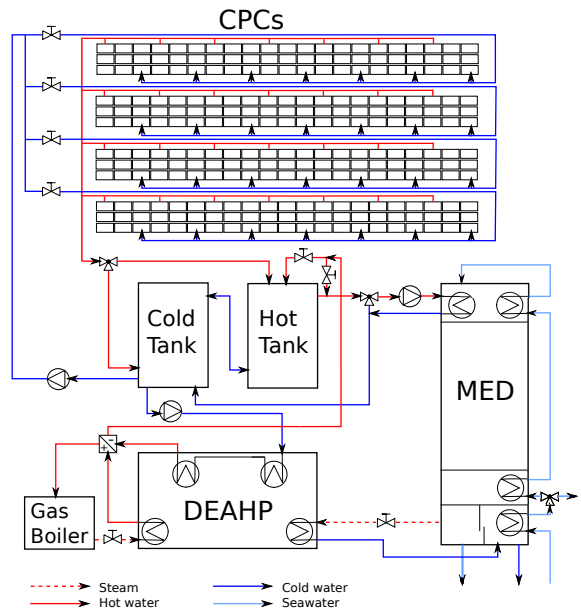 CPCs
Cold
Tank
Hot
Tank
MED
DEAHP
Gas
Boiler
Steam
Cold water
Hot water
Seawater